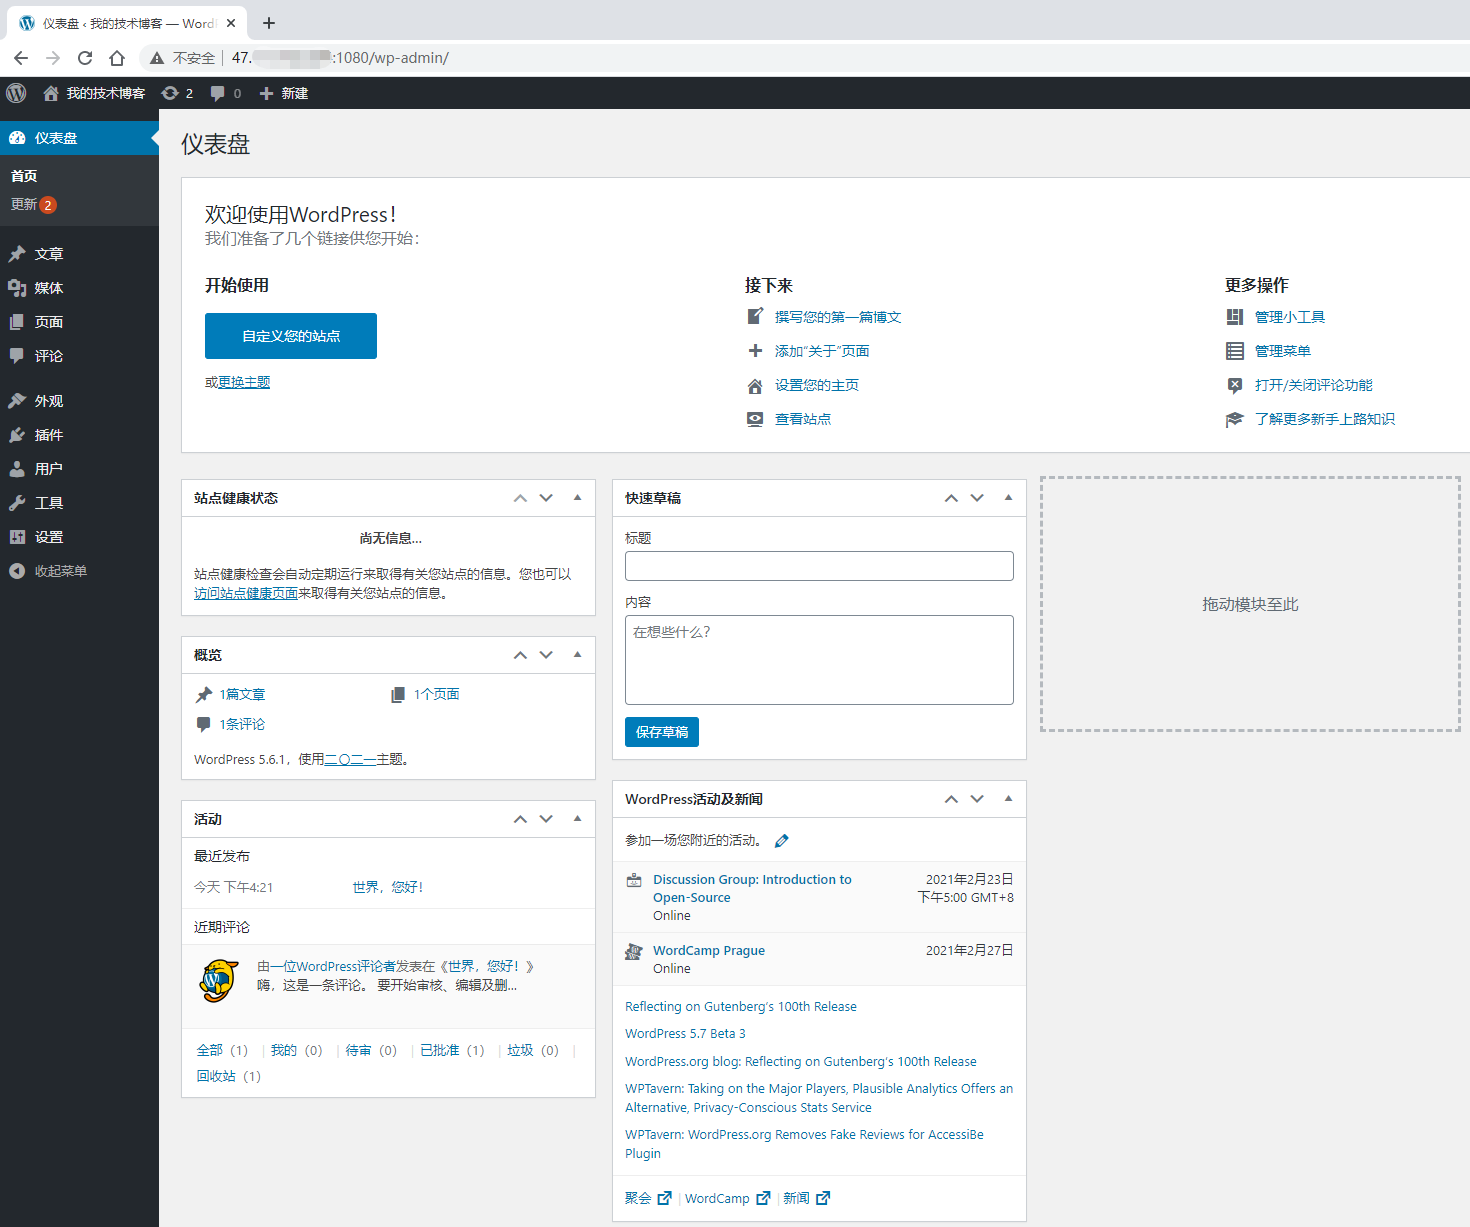 仪表盘 ‹ 我的技术博客 — Word
不安全 47. :1080/wp-admin/
我的技术博客 2 0 新建
仪表盘
首页
更新 2
文章
媒体
页面
评论
外观
插件
用户
工具
设置
收起菜单
仪表盘
欢迎使用WordPress!
我们准备了几个链接供您开始:
开始使用
自定义您的站点
或更换主题
接下来
撰写您的第一篇博文
添加“关于”页面
设置您的主页
查看站点
更多操作
管理小工具
管理菜单
打开/关闭评论功能
了解更多新手上路知识
站点健康状态
尚无信息...
站点健康检查会自动定期运行来取得有关您站点的信息。您也可以
访问站点健康页面来取得有关您站点的信息。
概览
1篇文章 1个页面
1条评论
WordPress 5.6.1，使用二〇二一主题。
活动
最近发布
今天 下午4:21 世界，您好！
近期评论
由一位WordPress评论者发表在《世界，您好！》
嗨，这是一条评论。 要开始审核、编辑及删...
全部（1） | 我的（0） | 待审（0） | 已批准（1） | 垃圾（0） |
回收站（1）
快速草稿
标题
内容
在想些什么？
保存草稿
WordPress活动及新闻
参加一场您附近的活动。
Discussion Group: Introduction to 2021年2月23日
Open-Source 下午5:00 GMT+8
Online
WordCamp Prague 2021年2月27日
Online
Reflecting on Gutenberg’s 100th Release
WordPress 5.7 Beta 3
WordPress.org blog: Reflecting on Gutenberg’s 100th Release
WPTavern: Taking on the Major Players, Plausible Analytics Offers an
Alternative, Privacy-Conscious Stats Service
WPTavern: WordPress.org Removes Fake Reviews for AccessiBe
Plugin
聚会 | WordCamp | 新闻
拖动模块至此